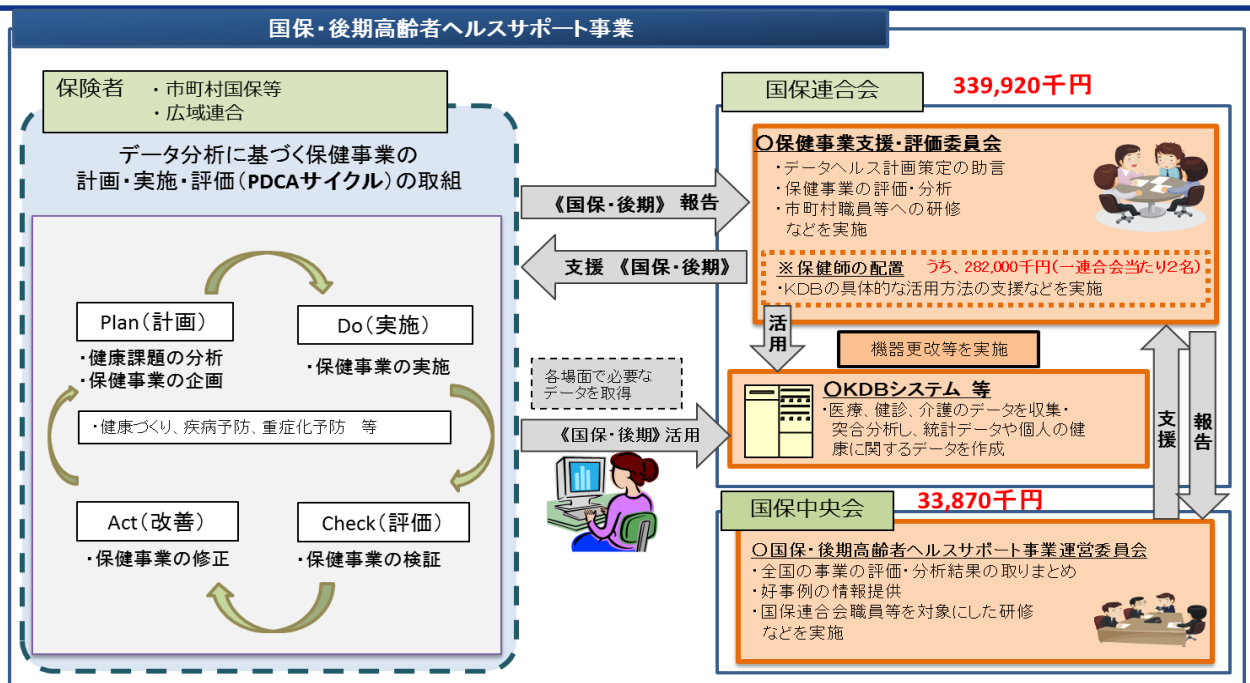 国保・後期高齢者ヘルスサポート事業
保険者　・市町村国保等
・広域連合
データ分析に基づく保健事業の
計画・実施・評価（PDCAサイクル）の取組
Plan（計画）
・健康課題の分析
・保健事業の企画
Do（実施）
・保健事業の実施
・健康づくり、疾病予防、重症化予防　等
Act（改善）
・保健事業の修正
Check（評価）
・保健事業の検証
《国保・後期》 報告
支援 《国保・後期》
各場面で必要な
データを取得
《国保・後期》活用
国保連合会
339,920千円
〇保健事業支援・評価委員会
・データヘルス計画策定の助言
・保健事業の評価・分析
・市町村職員等への研修
などを実施
※保健師の配置　うち、282,000千円（一連合会当たり2名）
・KDBの具体的な活用方法の支援などを実施
活用
機器更改等を実施
〇KDBシステム 等
・医療、健診、介護のデータを収集・
突合分析し、統計データや個人の健
康に関するデータを作成
支援
報告
国保中央会
33,870千円
〇国保・後期高齢者ヘルスサポート事業運営委員会
・全国の事業の評価・分析結果の取りまとめ
・好事例の情報提供
・国保連合会職員等を対象にした研修
などを実施